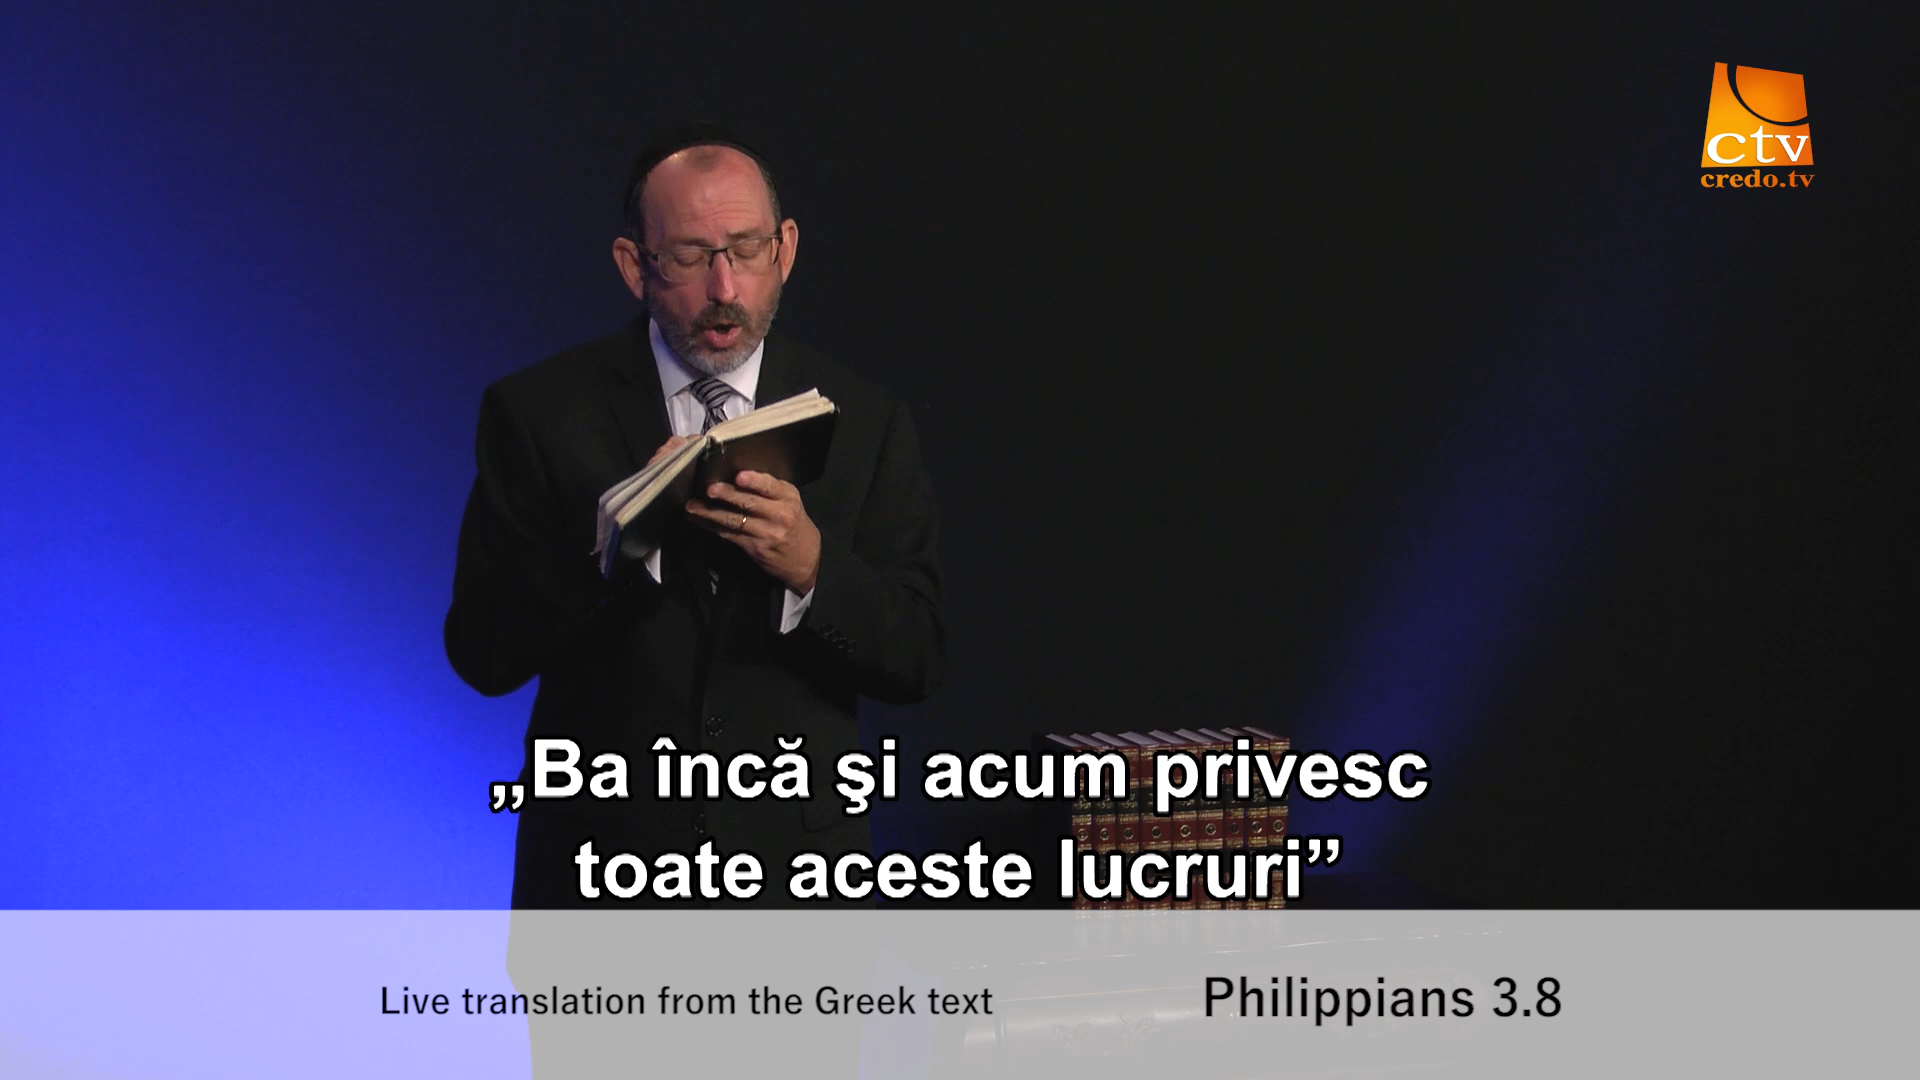 ctv
credo.tv
„Ba încă şi acum privesc
toate aceste lucruri”
Live translation from the Greek text
Philippians 3.8